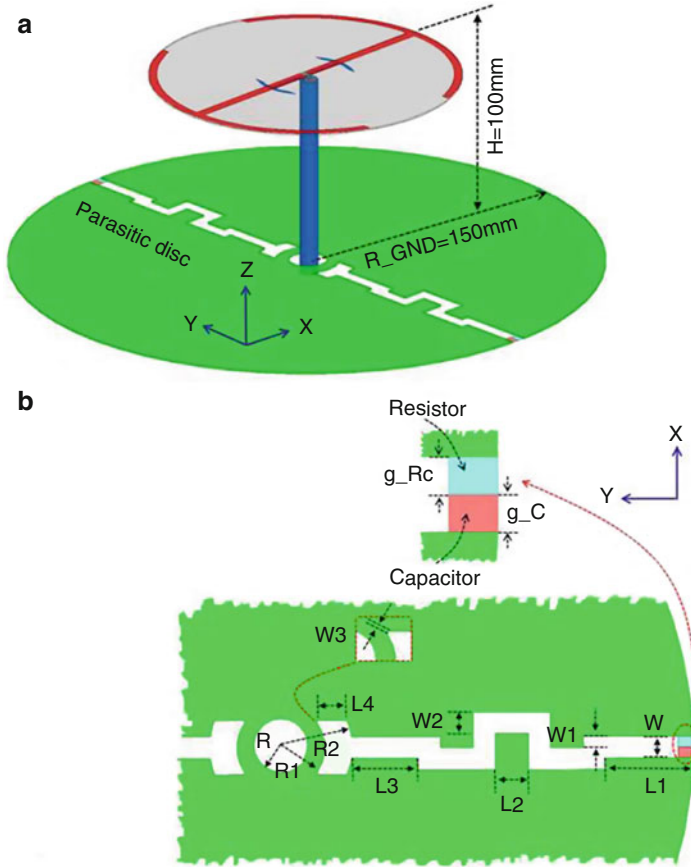 a
H=100mm
R_GND=150mm
Parasitic disc
Z
Y
X
b
Resistor
X
g_Rc
Y
g_C
Capacitor
W3
L4
W2
W1
W
R
R2
R1
L3
L2
L1